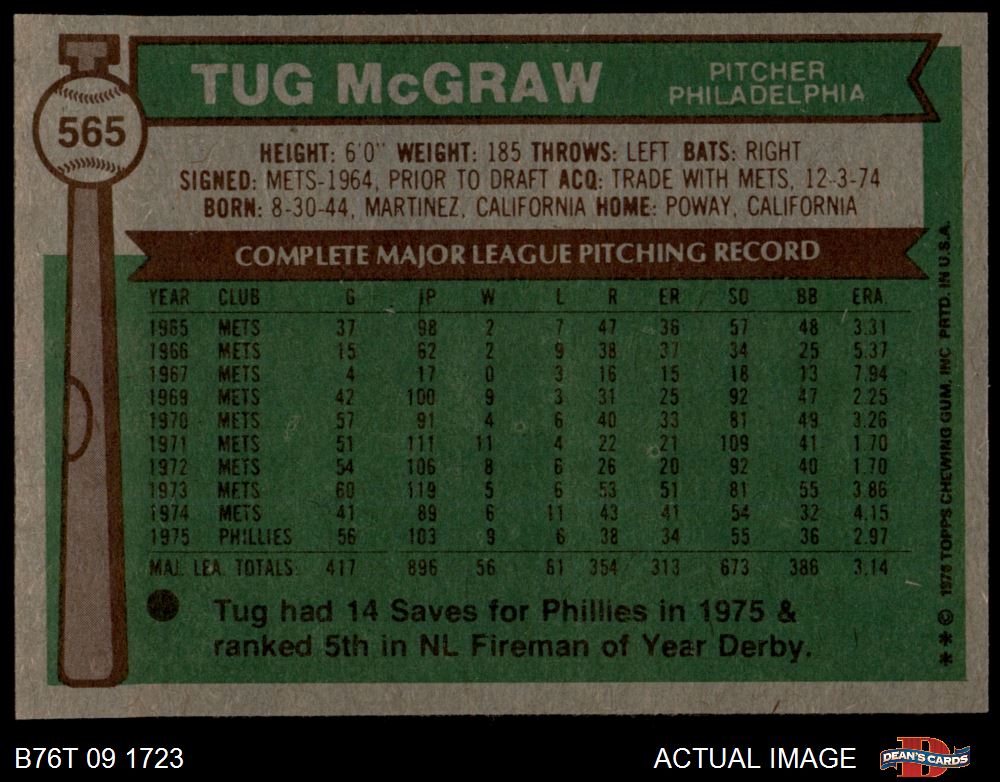 565
TUG McGRAW
PITCHER
PHILADELPHIA
HEIGHT: 6'0" WEIGHT: 185 THROWS: LEFT BATS: RIGHT
SIGNED: METS-1964, PRIOR TO DRAFT ACQ: TRADE WITH METS, 12-3-74
BORN: 8-30-44, MARTINEZ, CALIFORNIA HOME: POWAY, CALIFORNIA
COMPLETE MAJOR LEAGUE PITCHING RECORD
YEAR CLUB G IP W L R ER SO BB ERA
1965 METS 37 98 2 7 47 36 57 48 3.31
1966 METS 15 62 2 9 38 37 34 25 5.37
1967 METS 4 17 0 3 16 15 18 13 7.94
1969 METS 42 100 9 3 31 25 92 47 2.25
1970 METS 57 91 4 6 40 33 81 49 3.26
1971 METS 51 111 11 4 22 21 109 41 1.70
1972 METS 54 106 8 6 26 20 92 40 1.70
1973 METS 60 119 5 6 53 51 81 55 3.86
1974 METS 41 89 6 11 43 41 54 32 4.15
1975 PHILLIES 56 103 9 6 38 34 55 36 2.97
MAJ. LEA. TOTALS 417 896 56 61 354 313 673 386 3.14
Tug had 14 Saves for Phillies in 1975 &
ranked 5th in NL Fireman of Year Derby.
* * © 1976 TOPPS CHEWING GUM, INC PRTD. IN U.S.A.
B76T 09 1723
ACTUAL IMAGE
D
DEAN'S CARDS